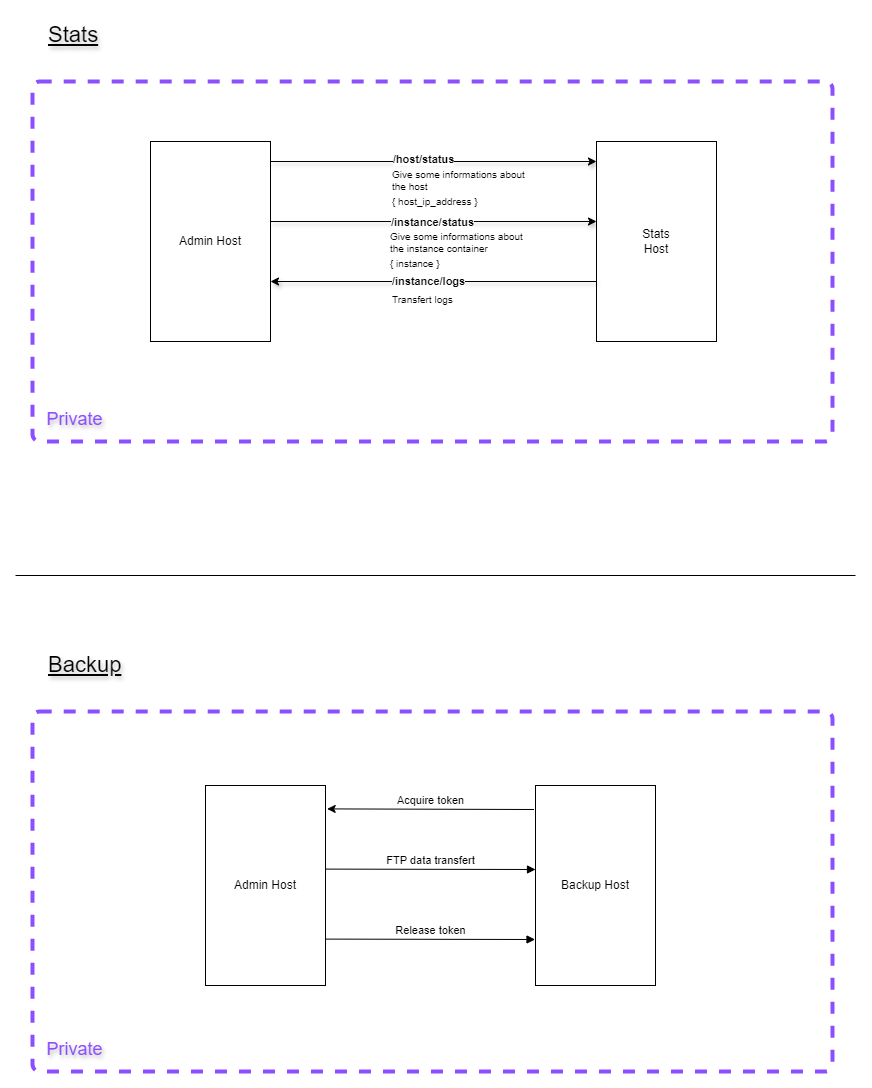 Stats
/host/status
Give some informations about
the host
{ host_ip_address }
/instance/status
Give some informations about
the instance container
{ instance }
/instance/logs
Transfert logs
Admin Host
Stats
Host
Private
Backup
Acquire token
FTP data transfert
Release token
Admin Host
Backup Host
Private